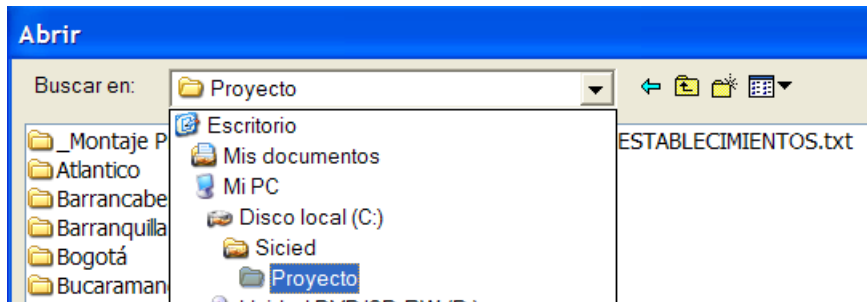 Abrir
Buscar en:
Proyecto
Escritorio
Mis documentos
Mi PC
Disco local (C:)
Sicied
Proyecto
_Montaje P
Atlantico
Barrancabe
Barranquilla
Bogotá
Bucaraman
ESTABLECIMIENTOS.txt